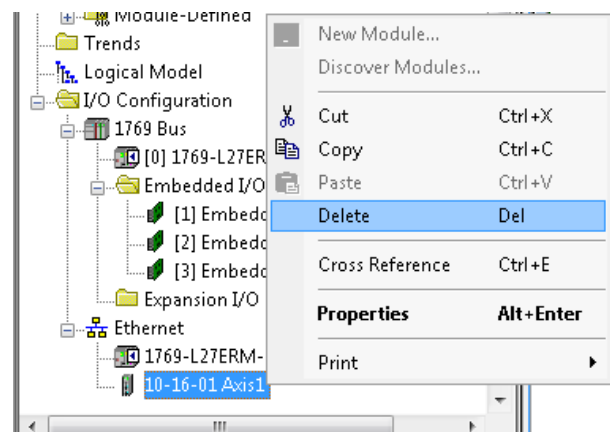 Module-Defined
Trends
Logical Model
I/O Configuration
1769 Bus
[0] 1769-L27ER
Embedded I/O
[1] Embedd
[2] Embedd
[3] Embedd
Expansion I/O
Ethernet
1769-L27ERM-
10-16-01 Axis1
New Module...
Discover Modules...
Cut Ctrl+X
Copy Ctrl+C
Paste Ctrl+V
Delete Del
Cross Reference Ctrl+E
Properties Alt+Enter
Print